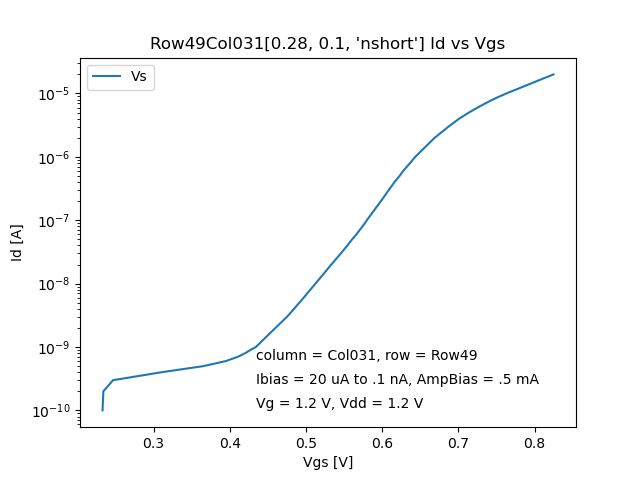 Row49Col031[0.28, 0.1, 'nshort'] Id vs Vgs
Vs
10⁻⁵
10⁻⁶
10⁻⁷
10⁻⁸
10⁻⁹
10⁻¹⁰
Id [A]
column = Col031, row = Row49
Ibias = 20 uA to .1 nA, AmpBias = .5 mA
Vg = 1.2 V, Vdd = 1.2 V
0.3 0.4 0.5 0.6 0.7 0.8
Vgs [V]